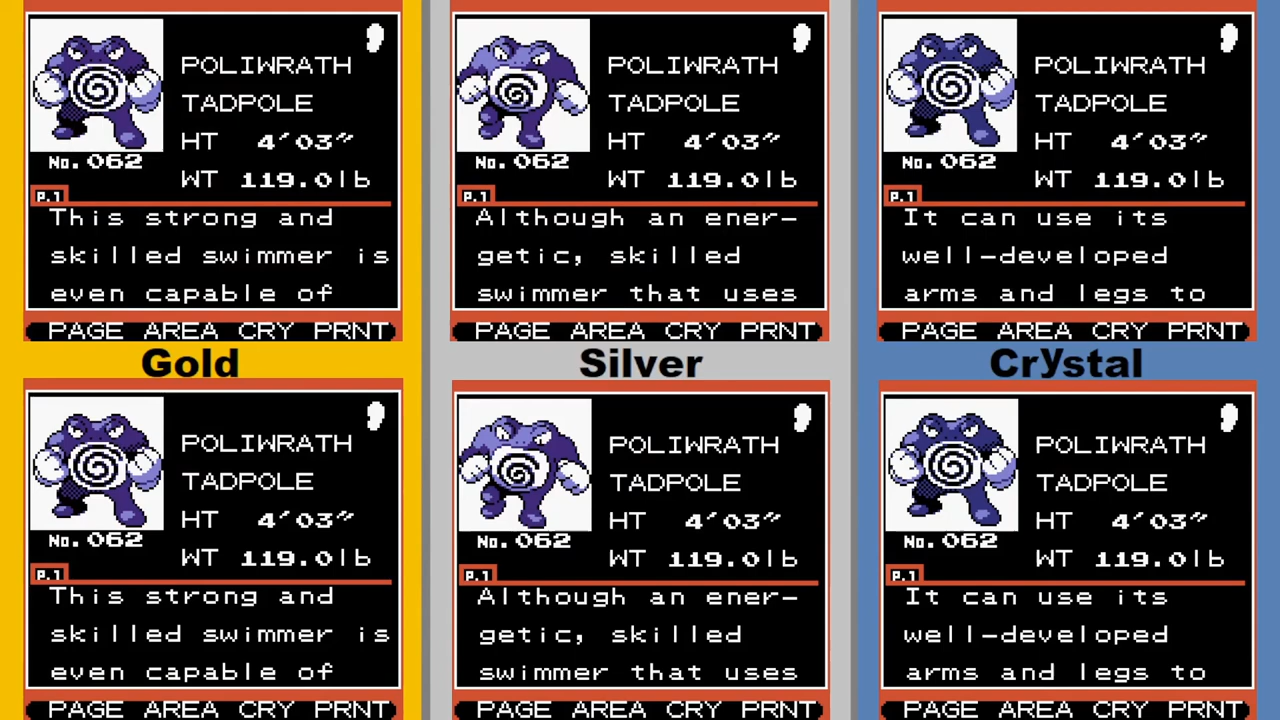 POLIWRATH
TADPOLE
HT 4'03"
No.062
WT 119.0lb
P.1
This strong and
skilled swimmer is
even capable of
PAGE AREA CRY PRNT
POLIWRATH
TADPOLE
HT 4'03"
No.062
WT 119.0lb
P.1
Although an ener-
getic, skilled
swimmer that uses
PAGE AREA CRY PRNT
POLIWRATH
TADPOLE
HT 4'03"
No.062
WT 119.0lb
P.1
It can use its
well-developed
arms and legs to
PAGE AREA CRY PRNT
Gold
Silver
Crystal
POLIWRATH
TADPOLE
HT 4'03"
No.062
WT 119.0lb
P.1
This strong and
skilled swimmer is
even capable of
PAGE AREA CRY PRNT
POLIWRATH
TADPOLE
HT 4'03"
No.062
WT 119.0lb
P.1
Although an ener-
getic, skilled
swimmer that uses
PAGE AREA CRY PRNT
POLIWRATH
TADPOLE
HT 4'03"
No.062
WT 119.0lb
P.1
It can use its
well-developed
arms and legs to
PAGE AREA CRY PRNT